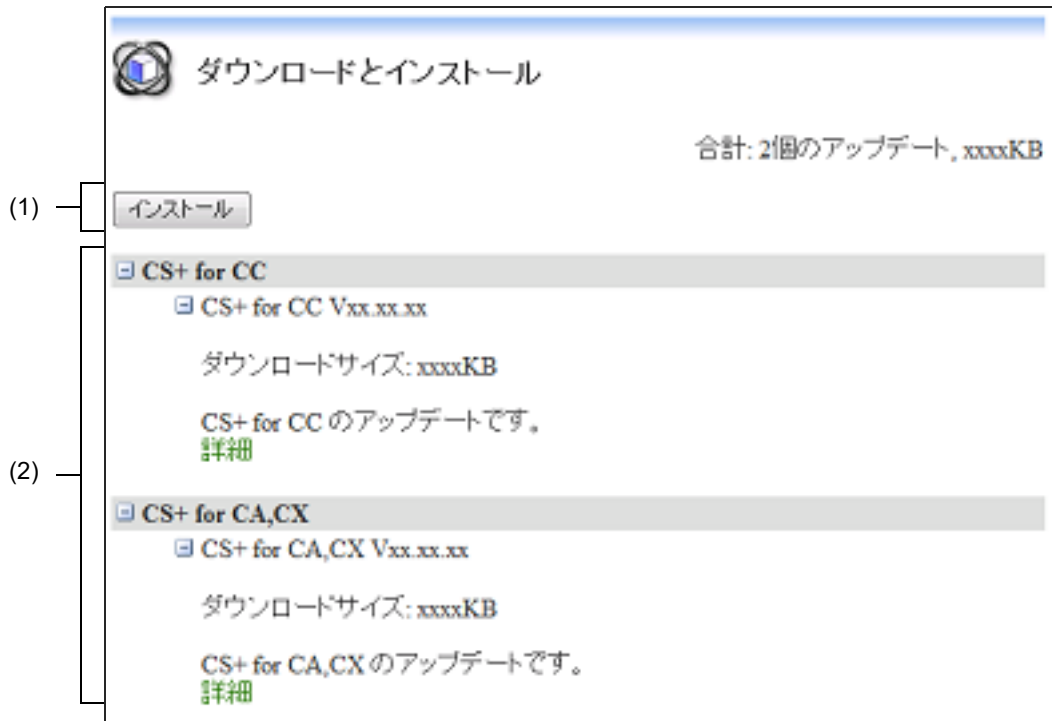 ダウンロードとインストール
合計: 2個のアップデート, xxxxKB
(1)
インストール
CS+ for CC
CS+ for CC Vxx.xx.xx
ダウンロードサイズ: xxxxKB
CS+ for CC のアップデートです。
詳細
(2)
CS+ for CA,CX
CS+ for CA,CX Vxx.xx.xx
ダウンロードサイズ: xxxxKB
CS+ for CA,CX のアップデートです。
詳細